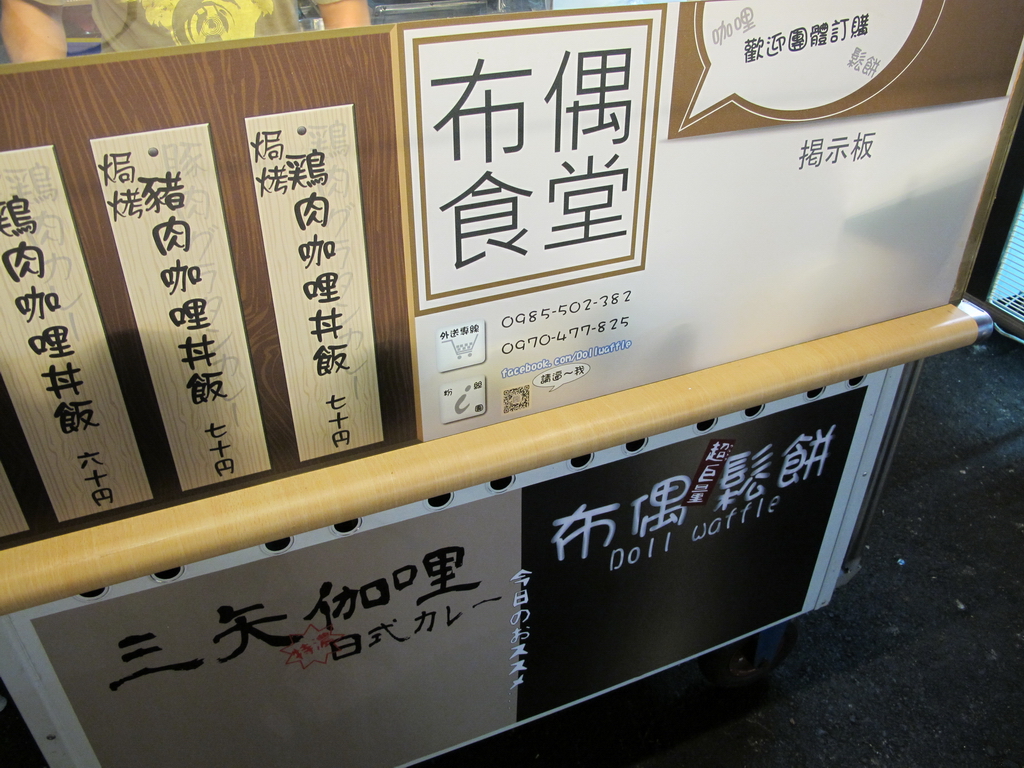 鶏肉咖哩丼飯 六十円
焗烤豬肉咖哩丼飯 七十円
焗烤鶏肉咖哩丼飯 七十円
布偶
食堂
外送專線
0985-502-382
0970-477-825
粉絲團
facebook.com/Dollwaffle
請逼～我
咖哩
歡迎團體訂購
鬆餅
揭示板
三矢伽哩
日式カレー
今日のおススメ
布偶超巨量鬆餅
Doll waffle